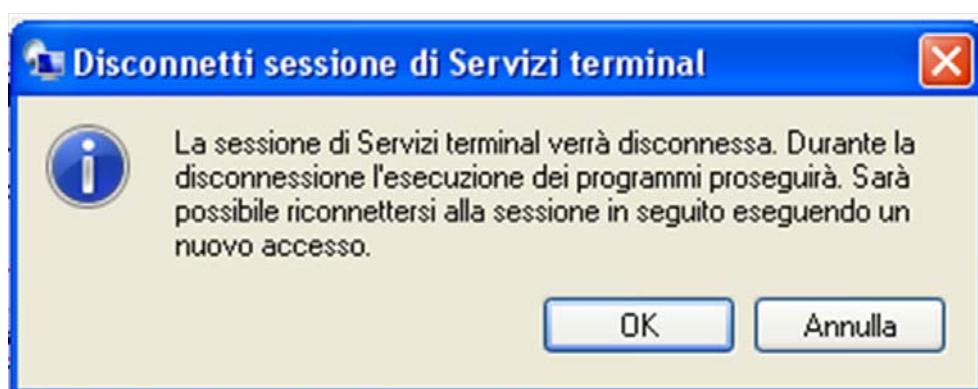 Disconnetti sessione di Servizi terminal
La sessione di Servizi terminal verrà disconnessa. Durante la
disconnessione l'esecuzione dei programmi proseguirà. Sarà
possibile riconnettersi alla sessione in seguito eseguendo un
nuovo accesso.
OK
Annulla